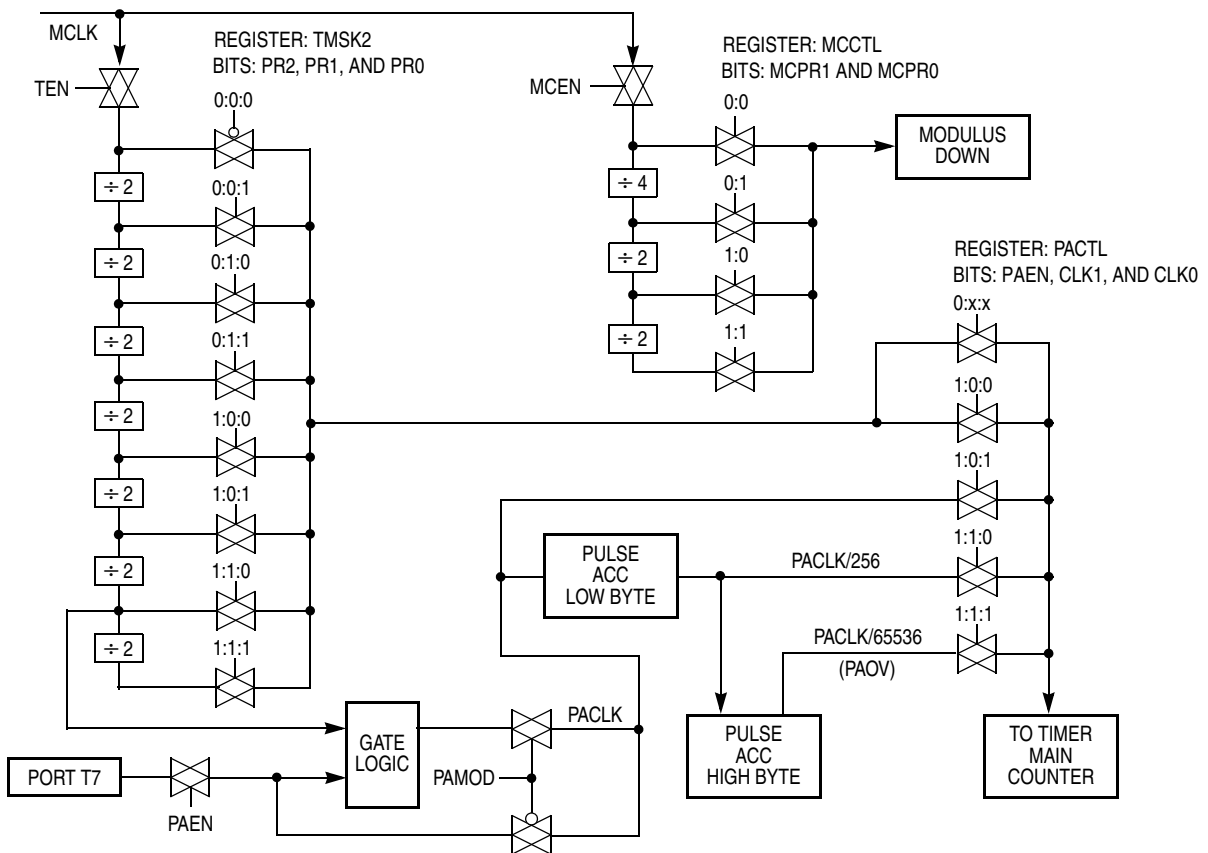 MCLK
REGISTER: TMSK2
BITS: PR2, PR1, AND PR0
TEN
0:0:0
÷ 2
0:0:1
÷ 2
0:1:0
÷ 2
0:1:1
÷ 2
1:0:0
÷ 2
1:0:1
÷ 2
1:1:0
÷ 2
1:1:1
REGISTER: MCCTL
BITS: MCPR1 AND MCPR0
MCEN
0:0
÷ 4
0:1
÷ 2
1:0
÷ 2
1:1
MODULUS
DOWN
REGISTER: PACTL
BITS: PAEN, CLK1, AND CLK0
0:x:x
1:0:0
1:0:1
1:1:0
1:1:1
PULSE
ACC
LOW BYTE
PACLK/256
PACLK/65536
(PAOV)
PORT T7
PAEN
GATE
LOGIC
PACLK
PAMOD
PULSE
ACC
HIGH BYTE
TO TIMER
MAIN
COUNTER